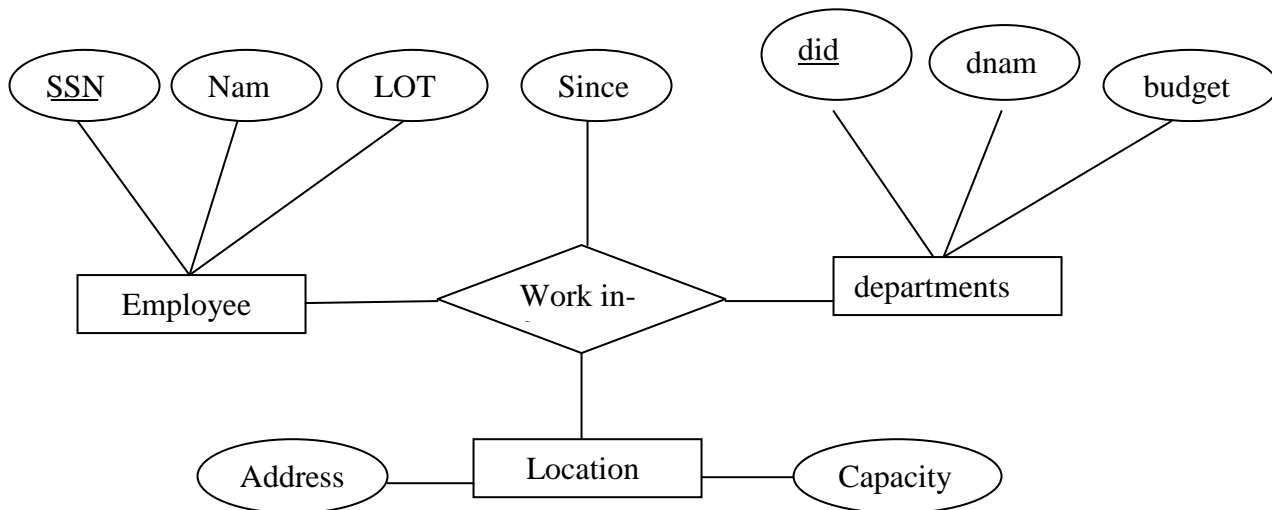 SSN
Nam
LOT
Since
did
dnam
budget
Employee
Work in-
departments
Address
Location
Capacity